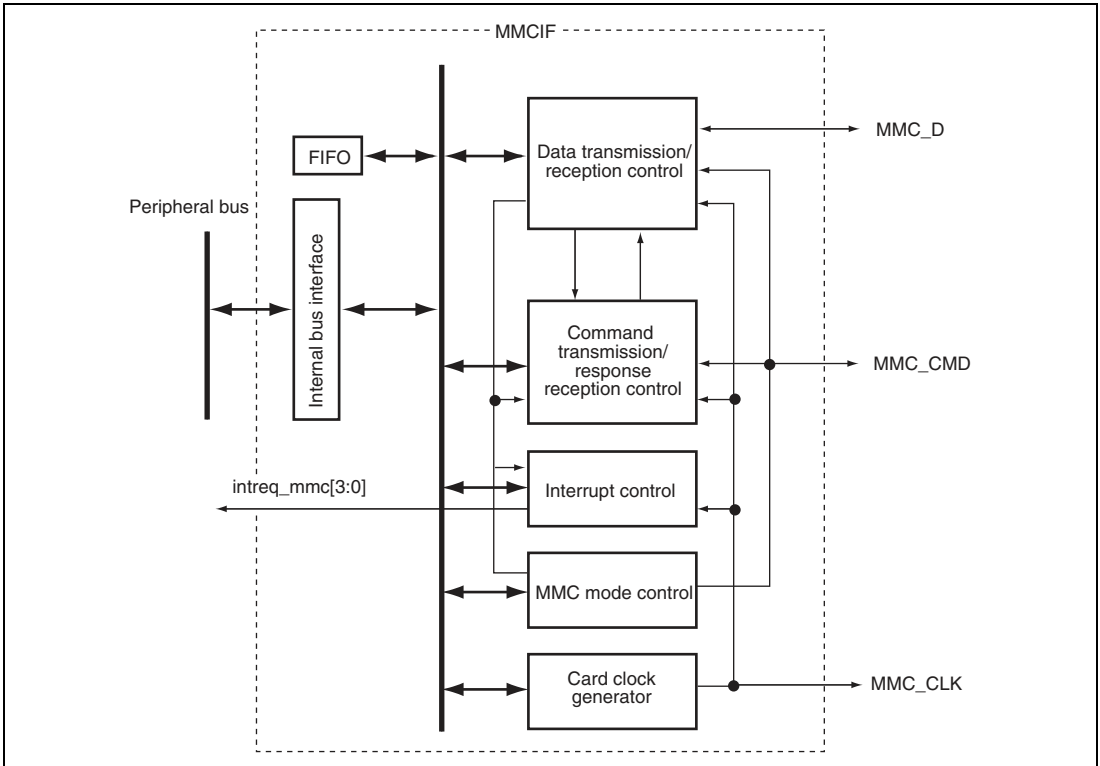 MMCIF
MMC_D
Data transmission/
reception control
FIFO
Peripheral bus
Internal bus interface
Command
transmission/
response
reception control
MMC_CMD
intreq_mmc[3:0]
Interrupt control
MMC mode control
Card clock
generator
MMC_CLK